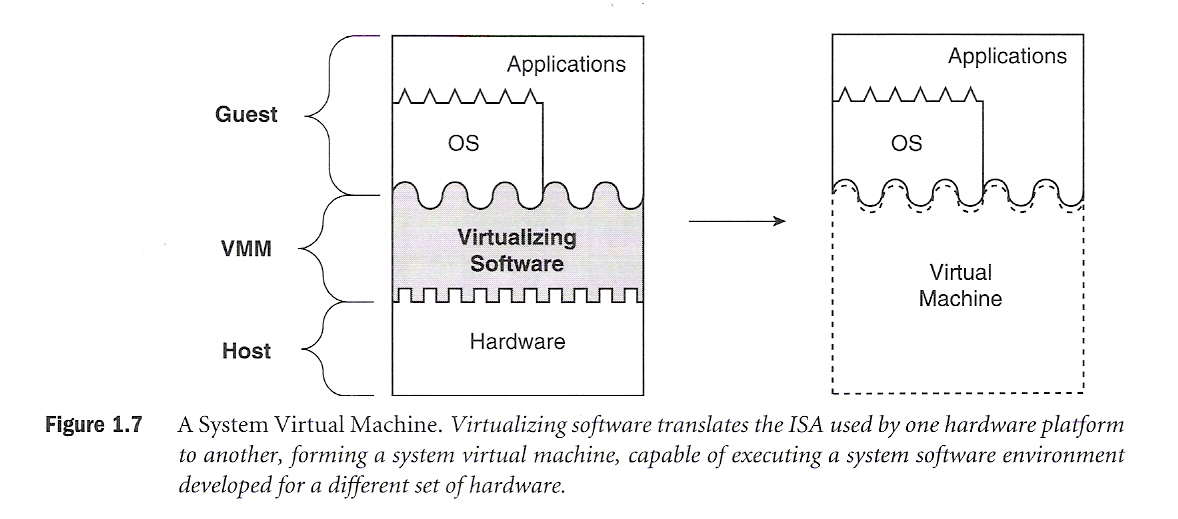 Applications
Guest
OS
VMM
Virtualizing
Software
Host
Hardware
Applications
OS
Virtual
Machine
Figure 1.7 A System Virtual Machine. Virtualizing software translates the ISA used by one hardware platform
to another, forming a system virtual machine, capable of executing a system software environment
developed for a different set of hardware.